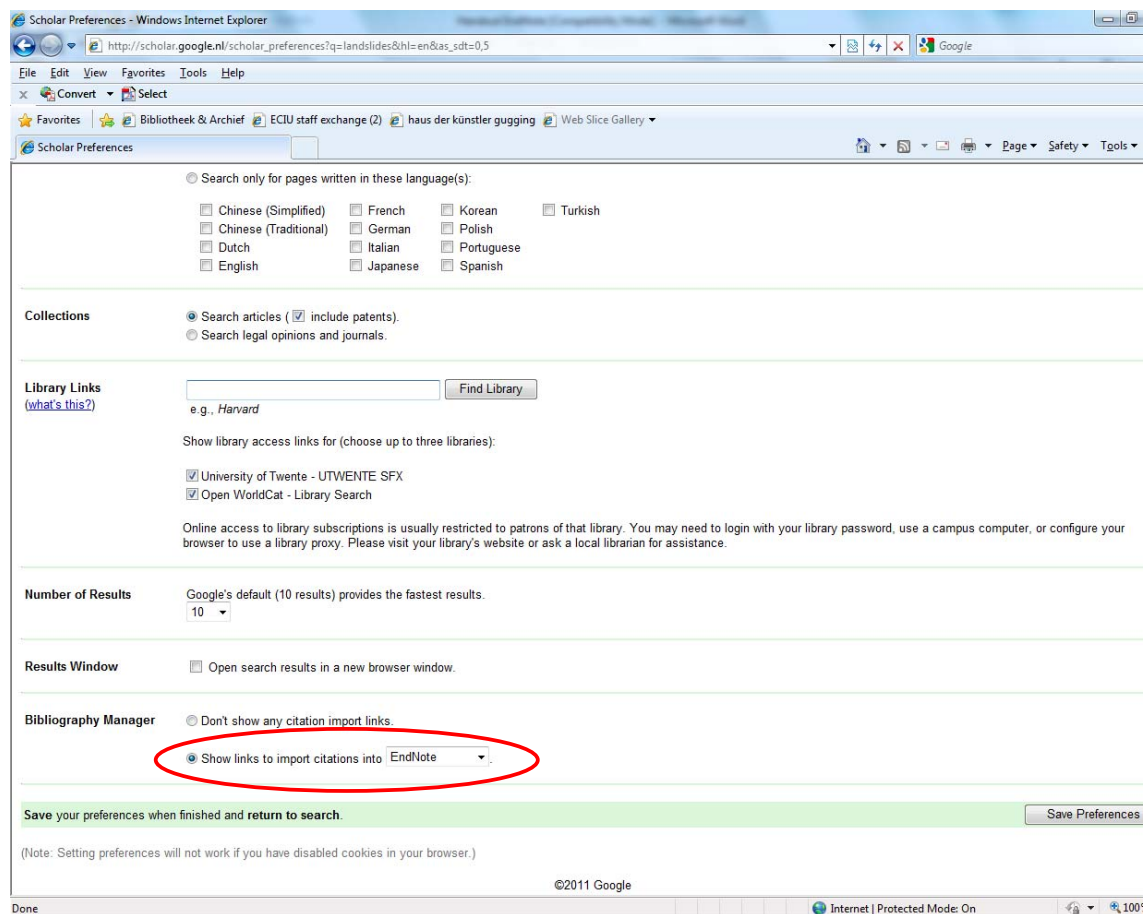 Scholar Preferences - Windows Internet Explorer
http://scholar.google.nl/scholar_preferences?q=landslides&hl=en&as_sdt=0,5
Google
File Edit View Favorites Tools Help
x Convert Select
Favorites Bibliotheek & Archief ECIU staff exchange (2) haus der künstler gugging Web Slice Gallery
Scholar Preferences Page Safety Tools
Search only for pages written in these language(s):
Chinese (Simplified) French Korean Turkish
Chinese (Traditional) German Polish
Dutch Italian Portuguese
English Japanese Spanish
Collections Search articles ( include patents).
Search legal opinions and journals.
Library Links Find Library
(what's this?) e.g., Harvard
Show library access links for (choose up to three libraries):
University of Twente - UTWENTE SFX
Open WorldCat - Library Search
Online access to library subscriptions is usually restricted to patrons of that library. You may need to login with your library password, use a campus computer, or configure your
browser to use a library proxy. Please visit your library's website or ask a local librarian for assistance.
Number of Results Google's default (10 results) provides the fastest results.
10
Results Window Open search results in a new browser window.
Bibliography Manager Don't show any citation import links.
Show links to import citations into EndNote .
Save your preferences when finished and return to search. Save Preferences
(Note: Setting preferences will not work if you have disabled cookies in your browser.)
©2011 Google
Done Internet | Protected Mode: On 100%